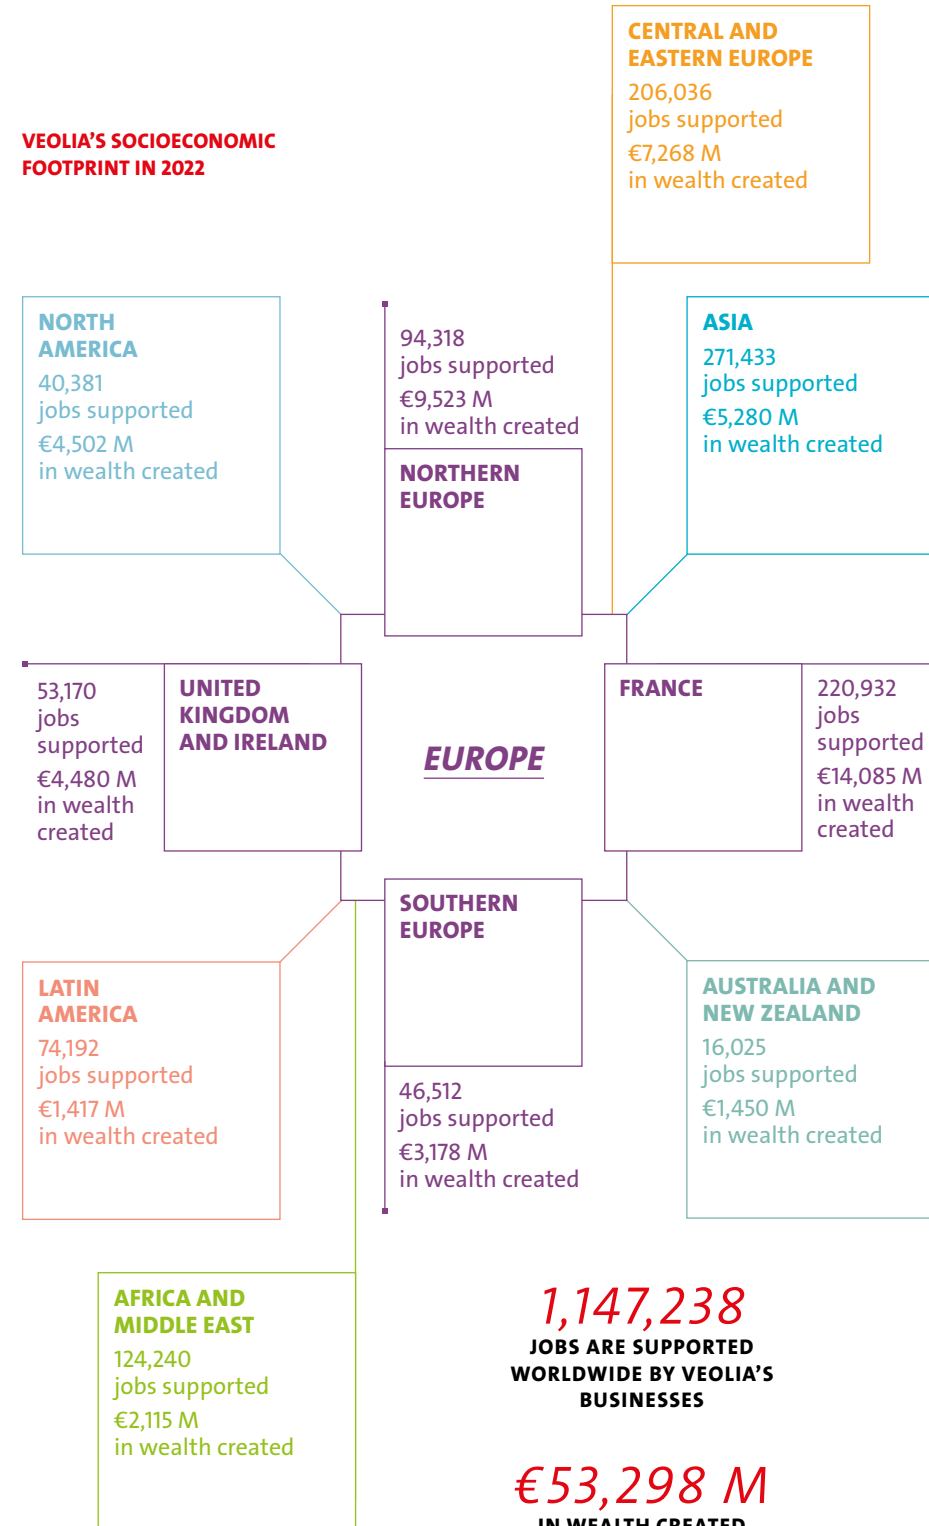 VEOLIA'S SOCIOECONOMIC
FOOTPRINT IN 2022
CENTRAL AND
EASTERN EUROPE
206,036
jobs supported
€7,268 M
in wealth created
NORTH
AMERICA
40,381
jobs supported
€4,502 M
in wealth created
94,318
jobs supported
€9,523 M
in wealth created
NORTHERN
EUROPE
ASIA
271,433
jobs supported
€5,280 M
in wealth created
53,170
jobs
supported
€4,480 M
in wealth
created
UNITED
KINGDOM
AND IRELAND
EUROPE
FRANCE
220,932
jobs
supported
€14,085 M
in wealth
created
SOUTHERN
EUROPE
46,512
jobs supported
€3,178 M
in wealth created
LATIN
AMERICA
74,192
jobs supported
€1,417 M
in wealth created
AUSTRALIA AND
NEW ZEALAND
16,025
jobs supported
€1,450 M
in wealth created
AFRICA AND
MIDDLE EAST
124,240
jobs supported
€2,115 M
in wealth created
1,147,238
JOBS ARE SUPPORTED
WORLDWIDE BY VEOLIA'S
BUSINESSES
€53,298 M
IN WEALTH CREATED